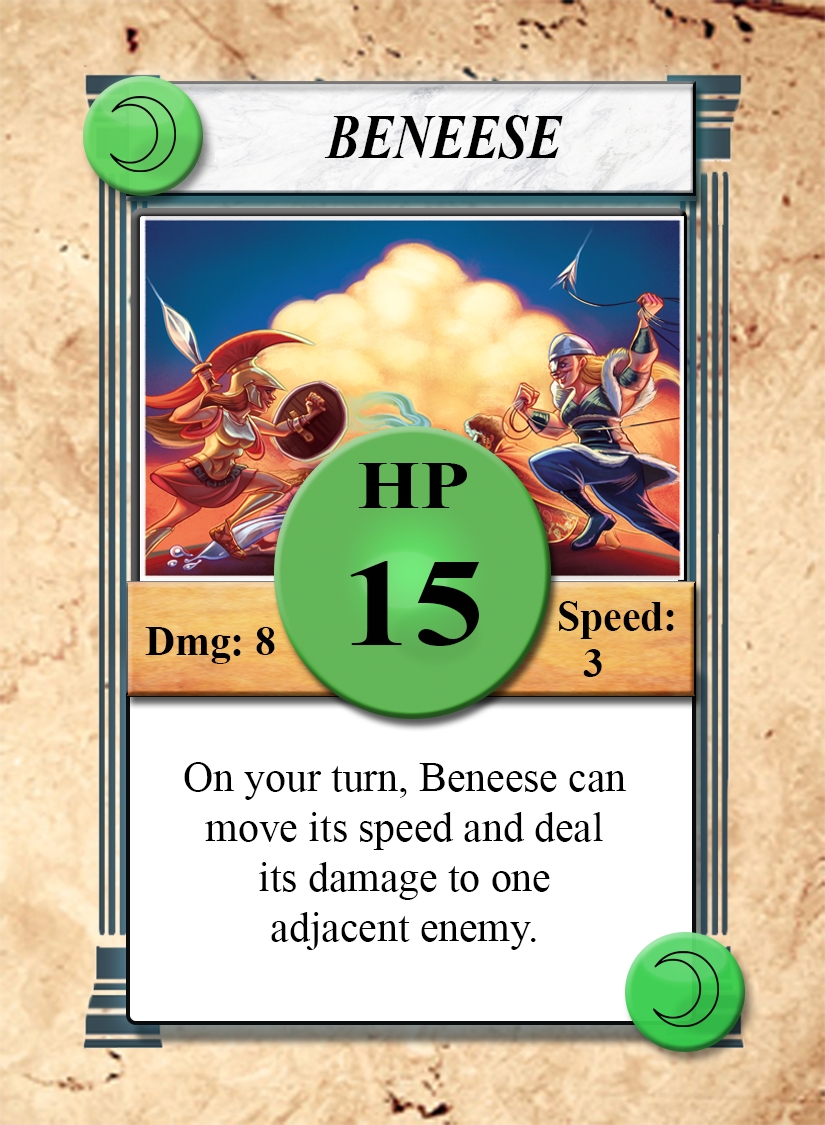 BENEESE
HP
15
Dmg: 8
Speed:
3
On your turn, Beneese can
move its speed and deal
its damage to one
adjacent enemy.